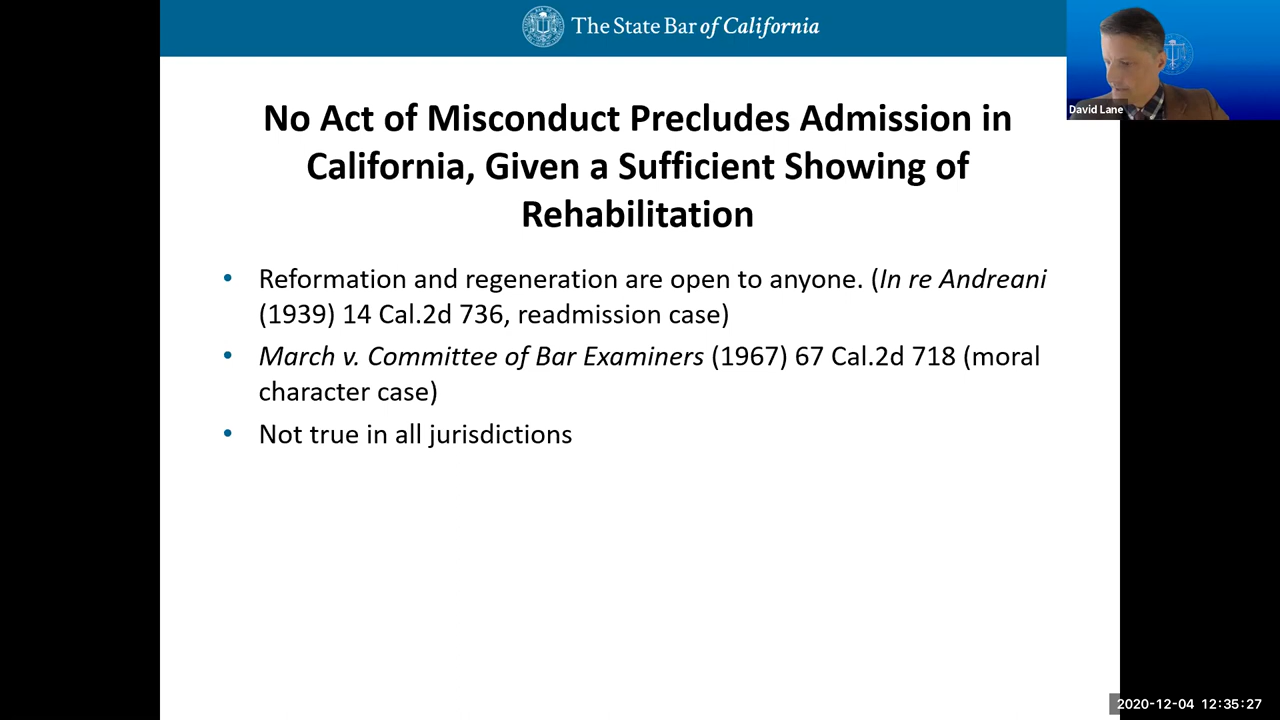 The State Bar of California
David Lane
No Act of Misconduct Precludes Admission in
California, Given a Sufficient Showing of
Rehabilitation
• Reformation and regeneration are open to anyone. (In re Andreani
(1939) 14 Cal.2d 736, readmission case)
• March v. Committee of Bar Examiners (1967) 67 Cal.2d 718 (moral
character case)
• Not true in all jurisdictions
2020-12-04 12:35:27